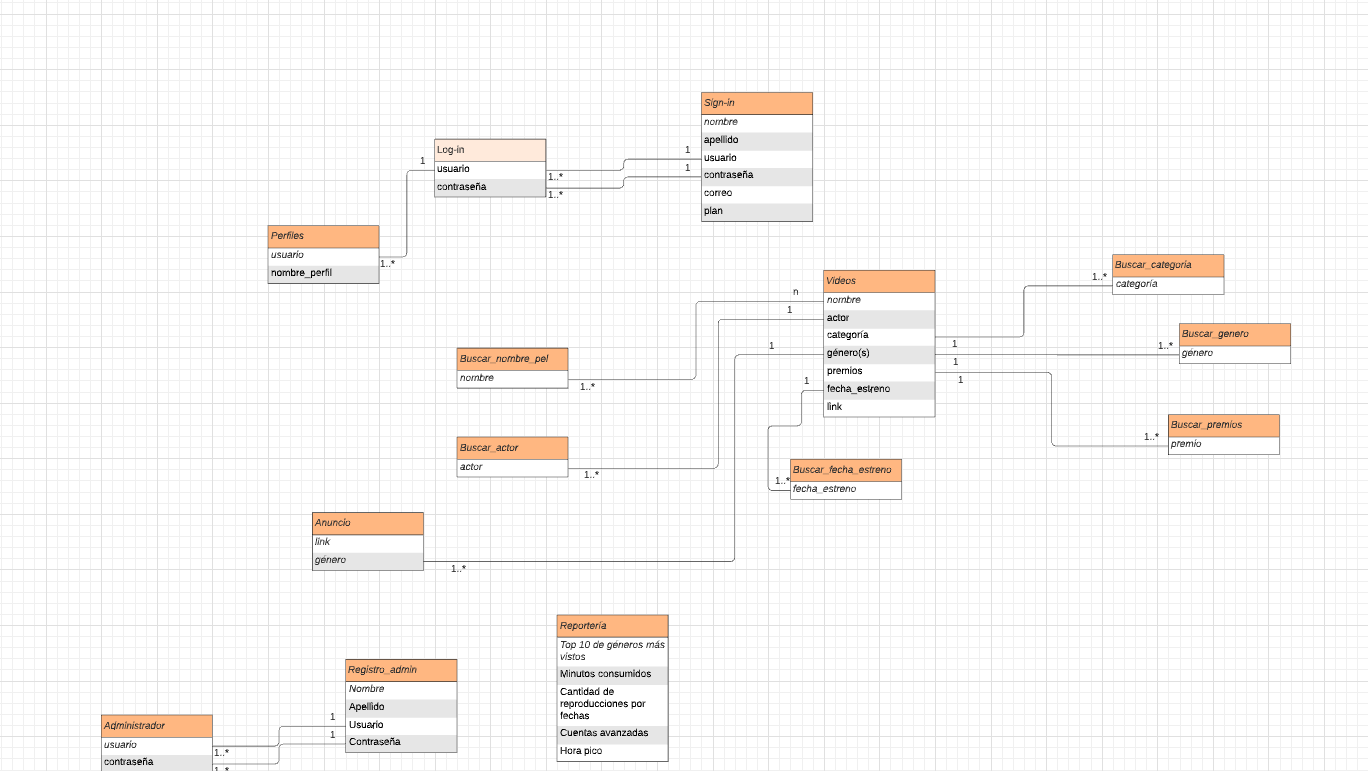 Sign-in
nombre
apellido
usuario
contraseña
correo
plan
1
1
Log-in
usuario
contraseña
1
1..*
1..*
Perfiles
usuario
nombre_perfil
1..*
Videos
nombre
actor
categoría
género(s)
premios
fecha_estreno
link
n
1
1
1
1
1
1
Buscar_categoria
categoría
1..*
Buscar_genero
género
1..*
Buscar_premios
premio
1..*
Buscar_nombre_pel
nombre
1..*
Buscar_actor
actor
1..*
Buscar_fecha_estreno
fecha_estreno
1..*
Anuncio
link
género
1..*
Reportería
Top 10 de géneros más
vistos
Minutos consumidos
Cantidad de
reproducciones por
fechas
Cuentas avanzadas
Hora pico
Registro_admin
Nombre
Apellido
Usuario
Contraseña
1
1
Administrador
usuario
contraseña
1..*
1..*